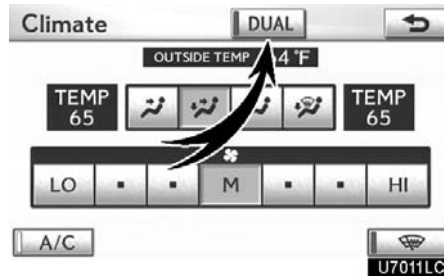 Climate DUAL
OUTSIDE TEMP 4°F
TEMP TEMP
65 65
LO M HI
A/C
U7011LC